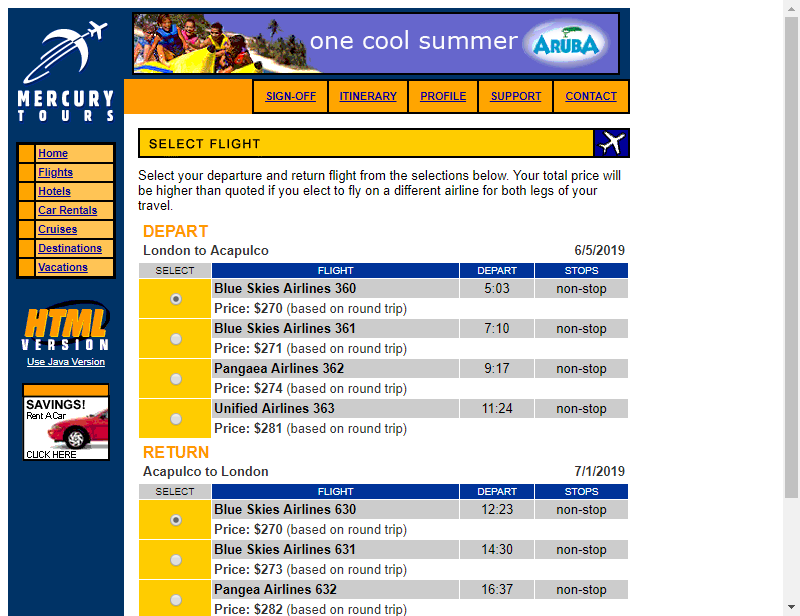 MERCURY
TOURS
one cool summer ARUBA
SIGN-OFF ITINERARY PROFILE SUPPORT CONTACT
Home
Flights
Hotels
Car Rentals
Cruises
Destinations
Vacations
HTML
VERSION
Use Java Version
SAVINGS!
Rent A Car
CLICK HERE
SELECT FLIGHT
Select your departure and return flight from the selections below. Your total price will
be higher than quoted if you elect to fly on a different airline for both legs of your
travel.
DEPART
London to Acapulco 6/5/2019
SELECT FLIGHT DEPART STOPS
Blue Skies Airlines 360 5:03 non-stop
Price: $270 (based on round trip)
Blue Skies Airlines 361 7:10 non-stop
Price: $271 (based on round trip)
Pangaea Airlines 362 9:17 non-stop
Price: $274 (based on round trip)
Unified Airlines 363 11:24 non-stop
Price: $281 (based on round trip)
RETURN
Acapulco to London 7/1/2019
SELECT FLIGHT DEPART STOPS
Blue Skies Airlines 630 12:23 non-stop
Price: $270 (based on round trip)
Blue Skies Airlines 631 14:30 non-stop
Price: $273 (based on round trip)
Pangea Airlines 632 16:37 non-stop
Price: $282 (based on round trip)